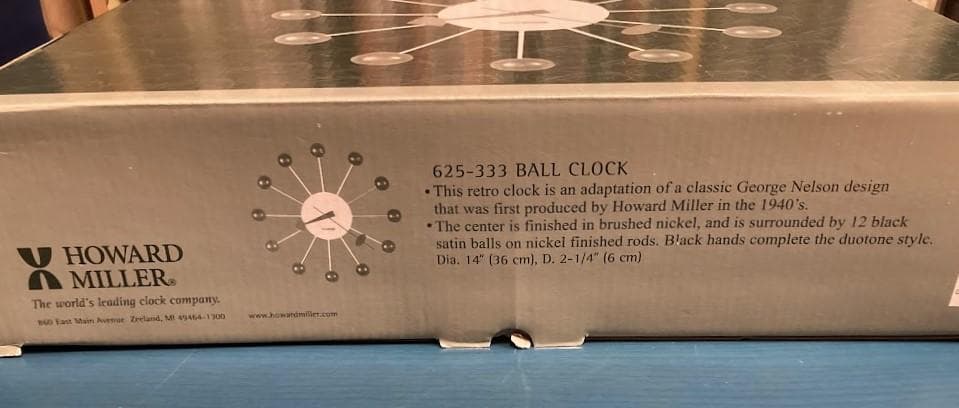 625-333 BALL CLOCK
• This retro clock is an adaptation of a classic George Nelson design
that was first produced by Howard Miller in the 1940's.
• The center is finished in brushed nickel, and is surrounded by 12 black
satin balls on nickel finished rods. Black hands complete the duotone style.
Dia. 14" (36 cm), D. 2-1/4" (6 cm)
HOWARD
MILLER®
The world's leading clock company.
860 East Main Avenue Zeeland, MI 49464-1300 www.howardmiller.com